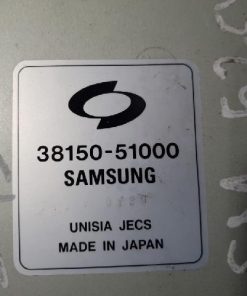 38150-51000
SAMSUNG
UNISIA JECS
MADE IN JAPAN